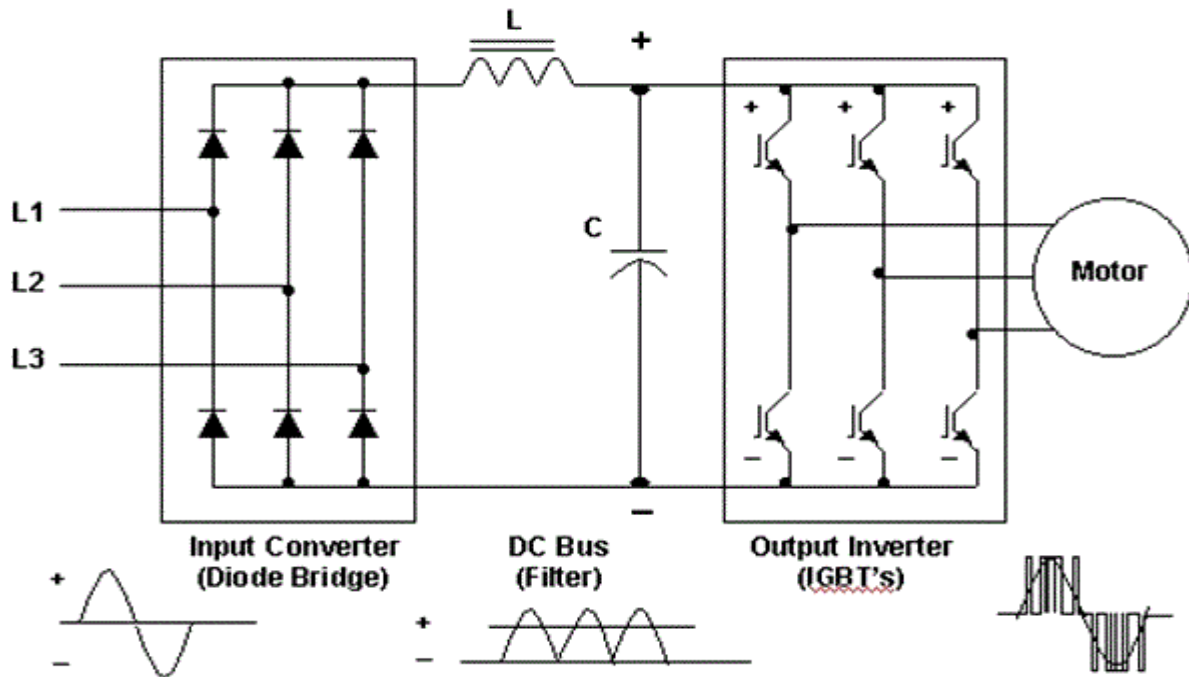 L
+
+ + +
L1
C
L2
Motor
L3
– – –
–
Input Converter
(Diode Bridge)
DC Bus
(Filter)
Output Inverter
(IGBT's)
+
–
+
–